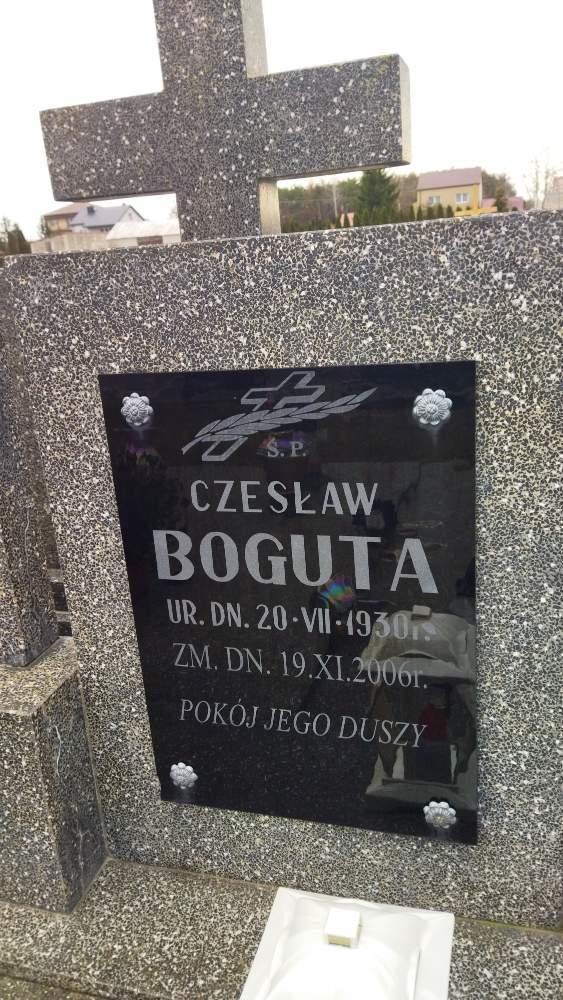 Ś.P.
CZESŁAW
BOGUTA
UR. DN. 20·VII·1930r.
ZM. DN. 19.XI.2006r.
POKÓJ JEGO DUSZY